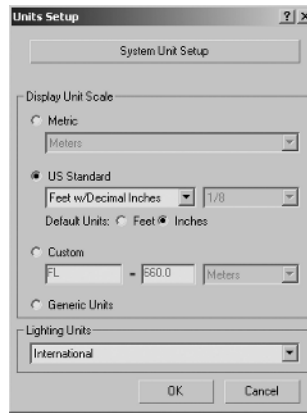 Units Setup
System Unit Setup
Display Unit Scale
Metric
Meters
US Standard
Feet w/Decimal Inches 1/8
Default Units: Feet Inches
Custom
FL = 660.0 Meters
Generic Units
Lighting Units
International
OK Cancel